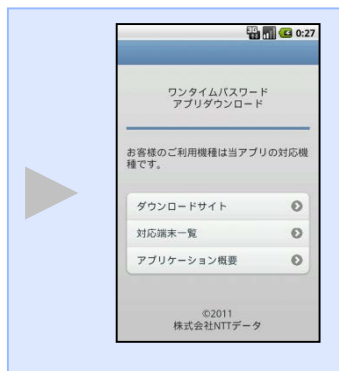 0:27
ワンタイムパスワード
アプリダウンロード
お客様のご利用機種は当アプリの対応機
種です。
ダウンロードサイト
対応端末一覧
アプリケーション概要
©2011
株式会社NTTデータ